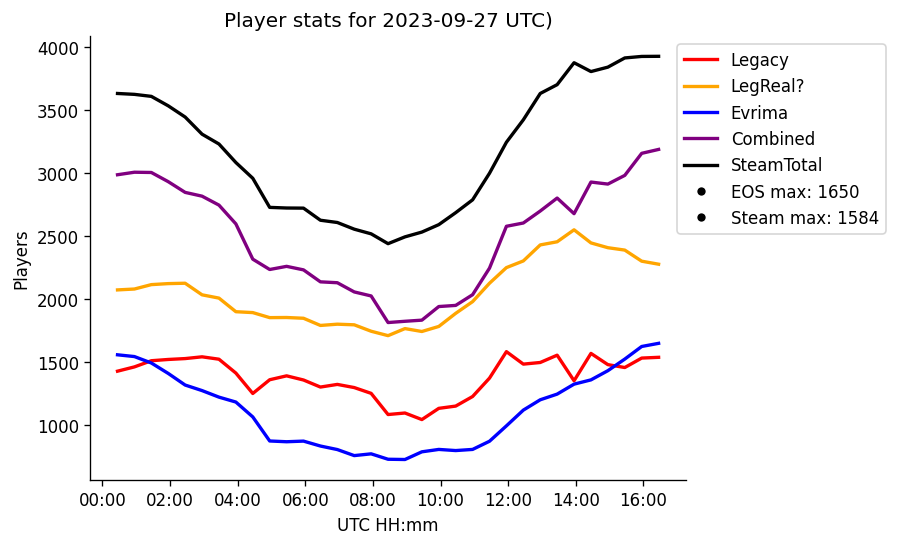 Player stats for 2023-09-27 UTC)
4000
3500
3000
2500
2000
1500
1000
Players
00:00 02:00 04:00 06:00 08:00 10:00 12:00 14:00 16:00
UTC HH:mm
Legacy
LegReal?
Evrima
Combined
SteamTotal
EOS max: 1650
Steam max: 1584